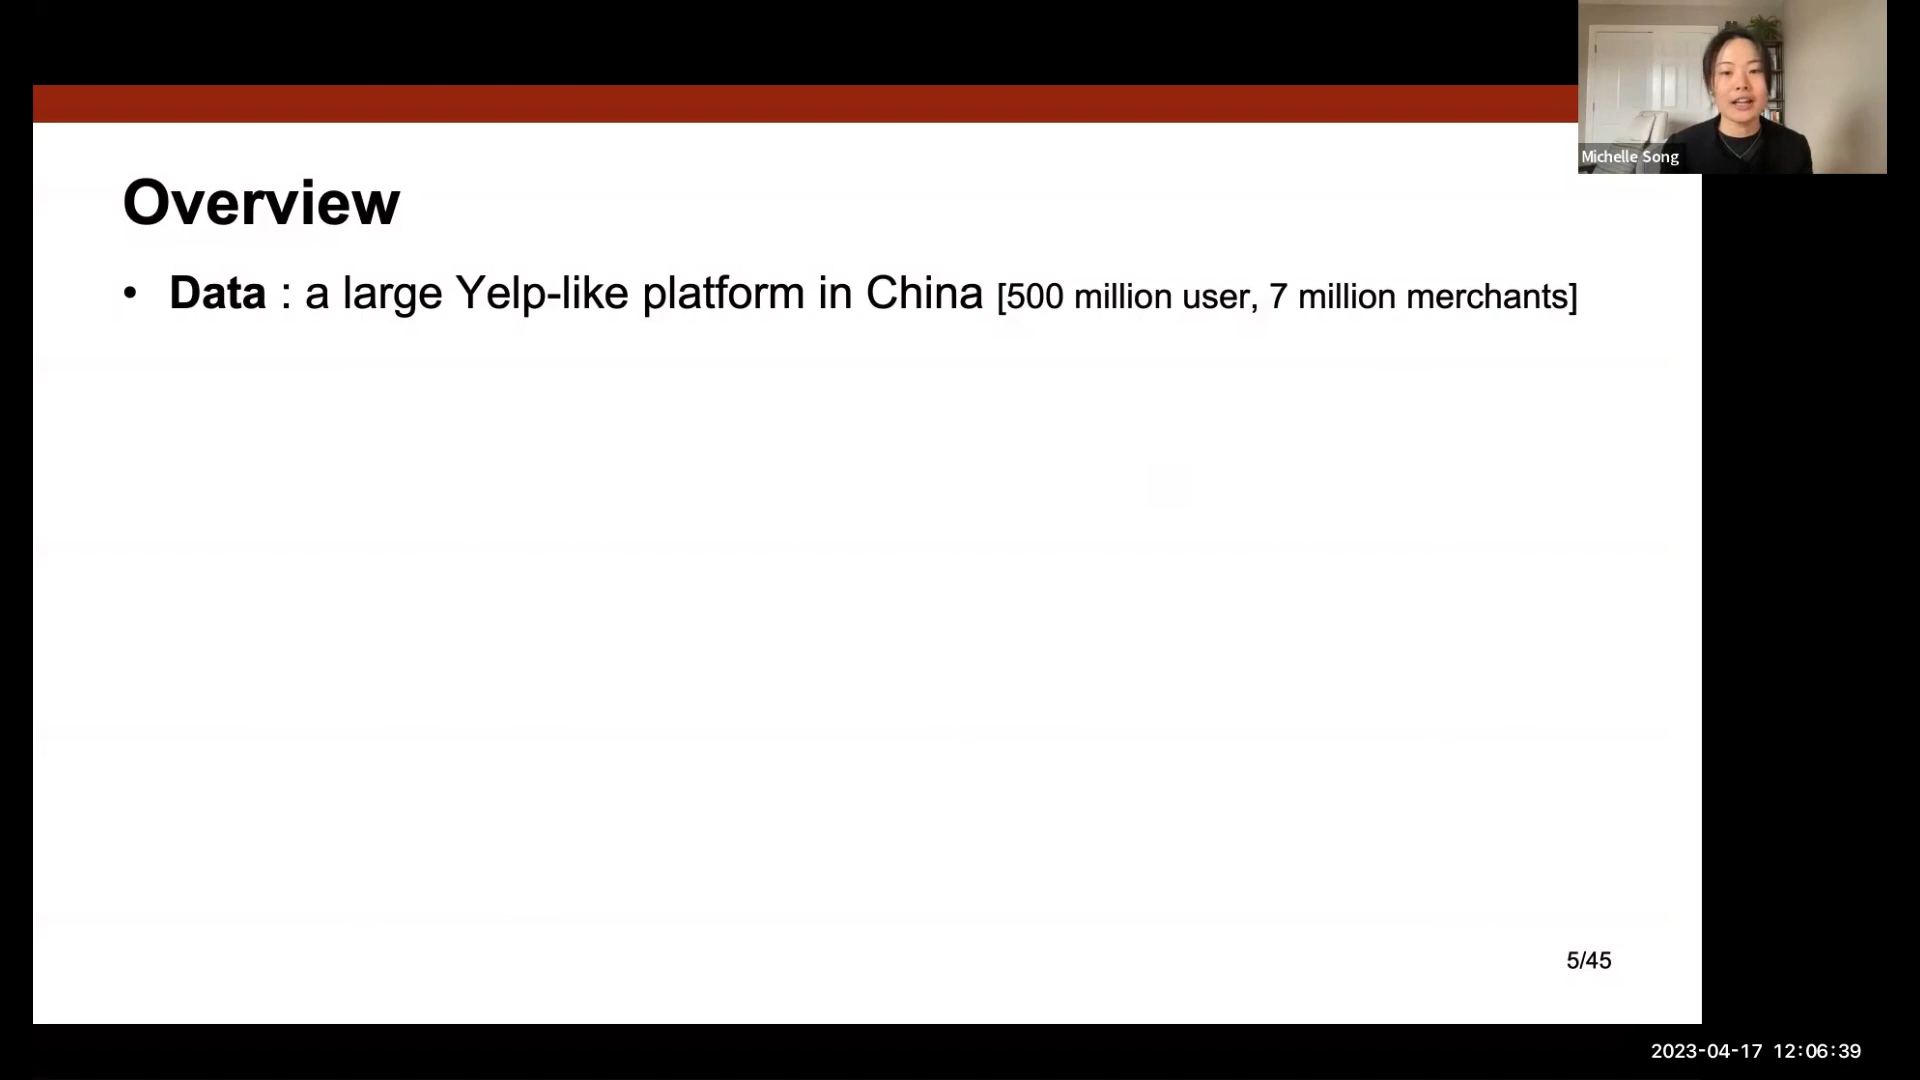 Michelle Song
Overview
• Data : a large Yelp-like platform in China [500 million user, 7 million merchants]
5/45
2023-04-17 12:06:39